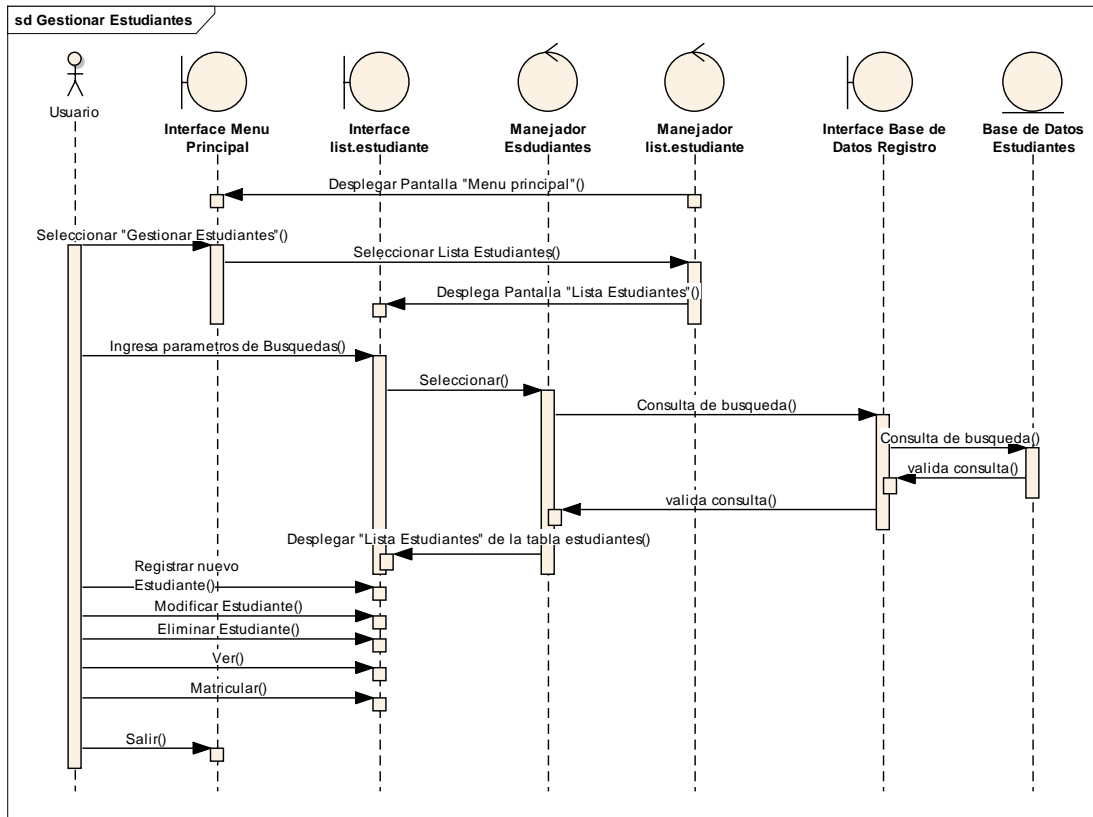 sd Gestionar Estudiantes
Usuario
Interface Menu
Principal
Interface
list.estudiante
Manejador
Esdudiantes
Manejador
list.estudiante
Interface Base de
Datos Registro
Base de Datos
Estudiantes
Desplegar Pantalla "Menu principal"()
Seleccionar "Gestionar Estudiantes"()
Seleccionar Lista Estudiantes()
Desplega Pantalla "Lista Estudiantes"()
Ingresa parametros de Busquedas()
Seleccionar()
Consulta de busqueda()
Consulta de busqueda()
valida consulta()
valida consulta()
Desplegar "Lista Estudiantes" de la tabla estudiantes()
Registrar nuevo
Estudiante()
Modificar Estudiante()
Eliminar Estudiante()
Ver()
Matricular()
Salir()